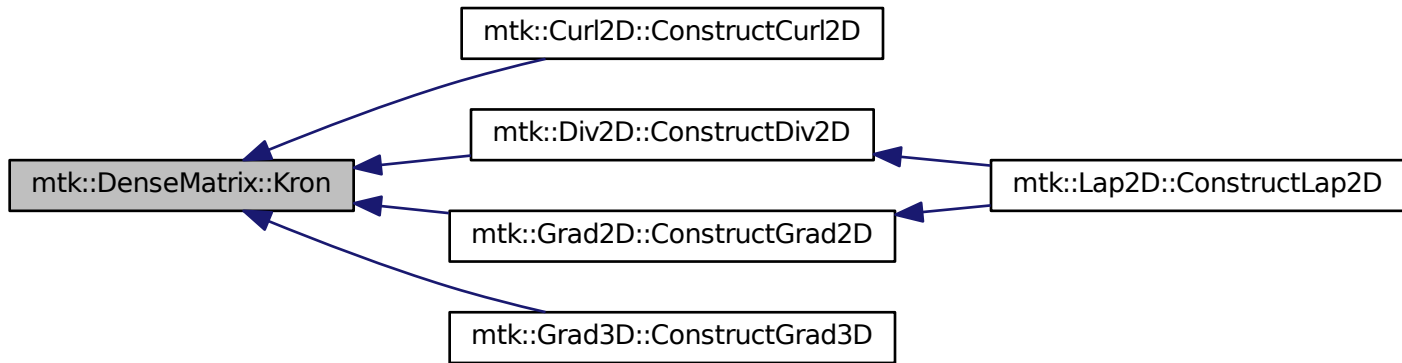 mtk::Curl2D::ConstructCurl2D
mtk::Div2D::ConstructDiv2D
mtk::DenseMatrix::Kron
mtk::Lap2D::ConstructLap2D
mtk::Grad2D::ConstructGrad2D
mtk::Grad3D::ConstructGrad3D